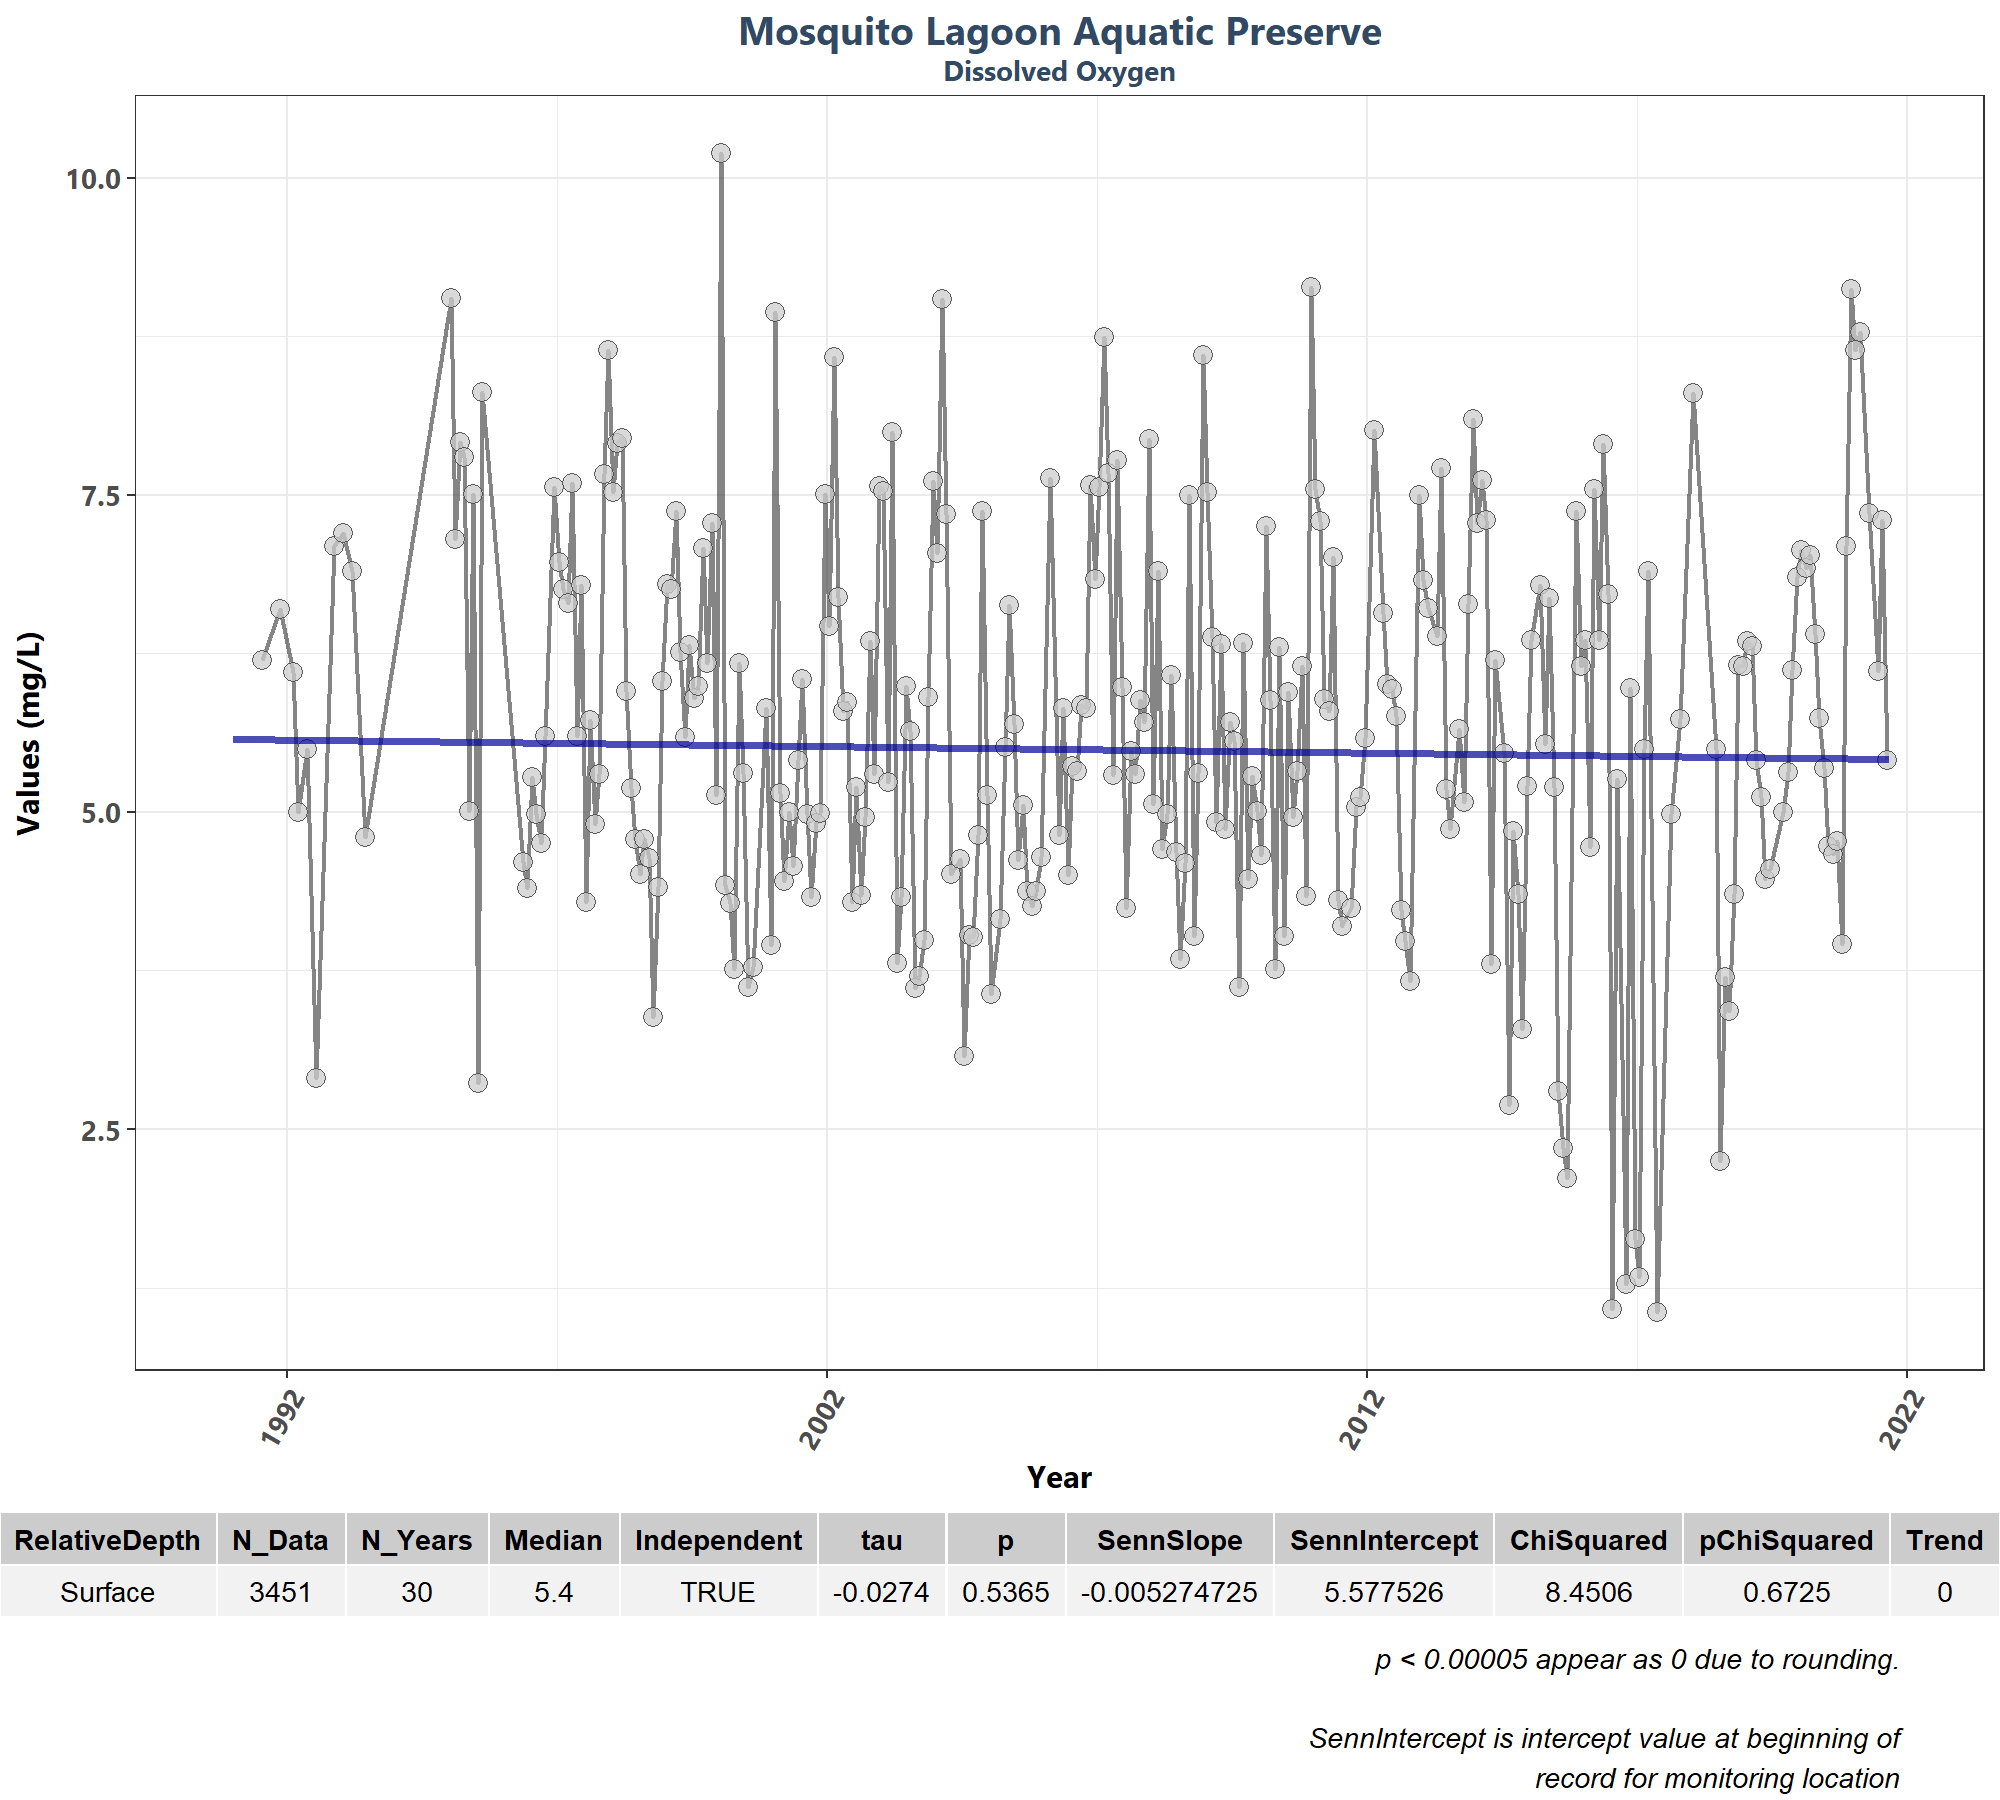 Mosquito Lagoon Aquatic Preserve
Dissolved Oxygen
Values (mg/L)
10.0
7.5
5.0
2.5
1992
2002
2012
2022
Year
RelativeDepth N_Data N_Years Median Independent tau p SennSlope SennIntercept ChiSquared pChiSquared Trend
Surface 3451 30 5.4 TRUE -0.0274 0.5365 -0.005274725 5.577526 8.4506 0.6725 0
p < 0.00005 appear as 0 due to rounding.
SennIntercept is intercept value at beginning of
record for monitoring location